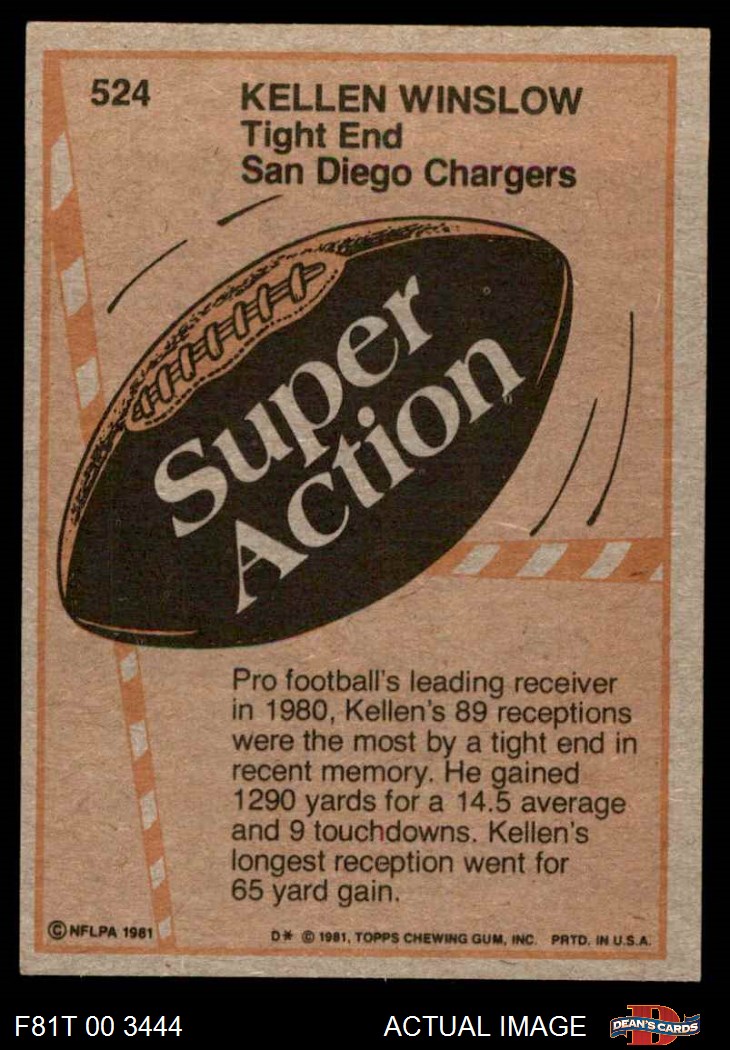 524
KELLEN WINSLOW
Tight End
San Diego Chargers
Super
Action
Pro football's leading receiver
in 1980, Kellen's 89 receptions
were the most by a tight end in
recent memory. He gained
1290 yards for a 14.5 average
and 9 touchdowns. Kellen's
longest reception went for
65 yard gain.
© NFLPA 1981
D* © 1981, TOPPS CHEWING GUM, INC. PRTD. IN U.S.A.
F81T 00 3444
ACTUAL IMAGE
D
DEAN'S CARDS